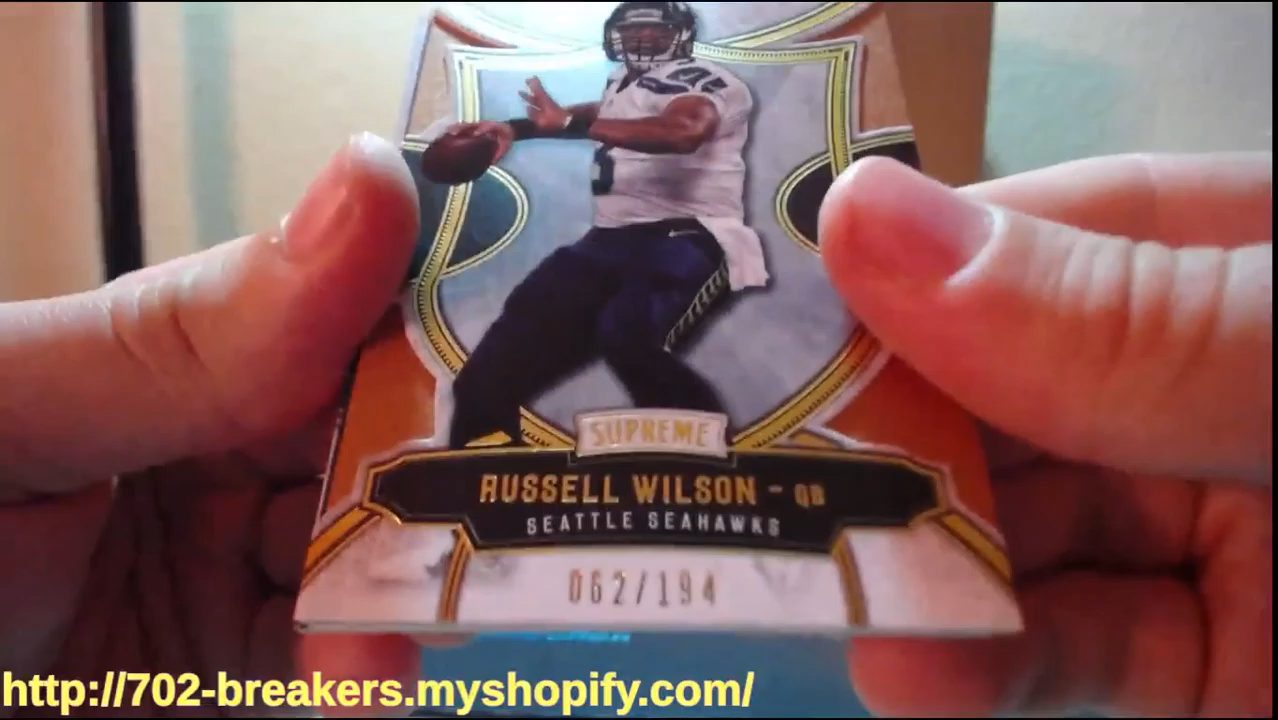 SUPREME
RUSSELL WILSON - QB
SEATTLE SEAHAWKS
062/194
http://702-breakers.myshopify.com/